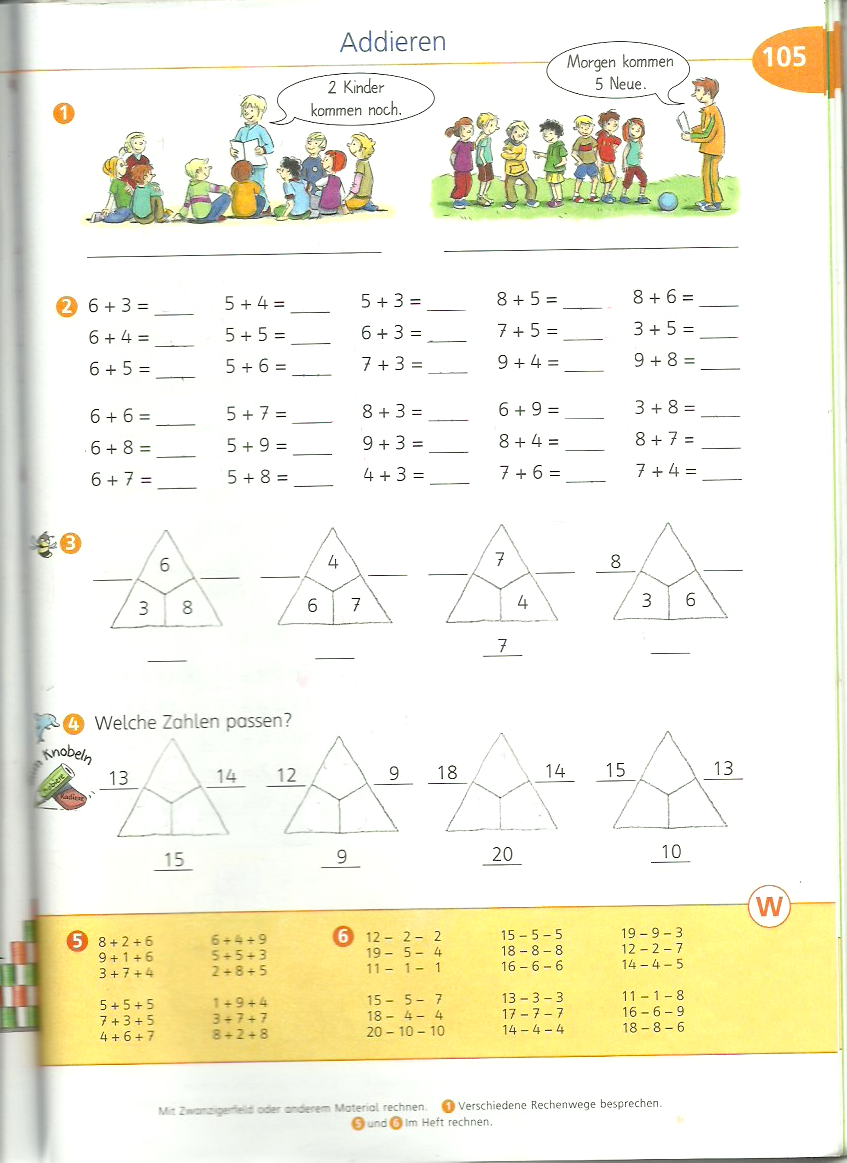 Addieren
105
1
2 Kinder
kommen noch.
Morgen kommen
5 Neue.
2
6 + 3 = ___ 5 + 4 = ___ 5 + 3 = ___ 8 + 5 = ___ 8 + 6 = ___
6 + 4 = ___ 5 + 5 = ___ 6 + 3 = ___ 7 + 5 = ___ 3 + 5 = ___
6 + 5 = ___ 5 + 6 = ___ 7 + 3 = ___ 9 + 4 = ___ 9 + 8 = ___
6 + 6 = ___ 5 + 7 = ___ 8 + 3 = ___ 6 + 9 = ___ 3 + 8 = ___
6 + 8 = ___ 5 + 9 = ___ 9 + 3 = ___ 8 + 4 = ___ 8 + 7 = ___
6 + 7 = ___ 5 + 8 = ___ 4 + 3 = ___ 7 + 6 = ___ 7 + 4 = ___
3
6 4 7 8
3 8 6 7 4 3 6
7
4 Welche Zahlen passen?
Knobeln
Radiere
13 14 12 9 18 14 15 13
15 9 20 10
W
5
8 + 2 + 6 6 + 4 + 9
9 + 1 + 6 5 + 5 + 3
3 + 7 + 4 2 + 8 + 5
5 + 5 + 5 1 + 9 + 4
7 + 3 + 5 3 + 7 + 7
4 + 6 + 7 8 + 2 + 8
6
12 – 2 – 2 15 – 5 – 5 19 – 9 – 3
19 – 5 – 4 18 – 8 – 8 12 – 2 – 7
11 – 1 – 1 16 – 6 – 6 14 – 4 – 5
15 – 5 – 7 13 – 3 – 3 11 – 1 – 8
18 – 4 – 4 17 – 7 – 7 16 – 6 – 9
20 – 10 – 10 14 – 4 – 4 18 – 8 – 6
Mit Zwanzigerfeld oder anderem Material rechnen. 1 Verschiedene Rechenwege besprechen.
5 und 6 Im Heft rechnen.